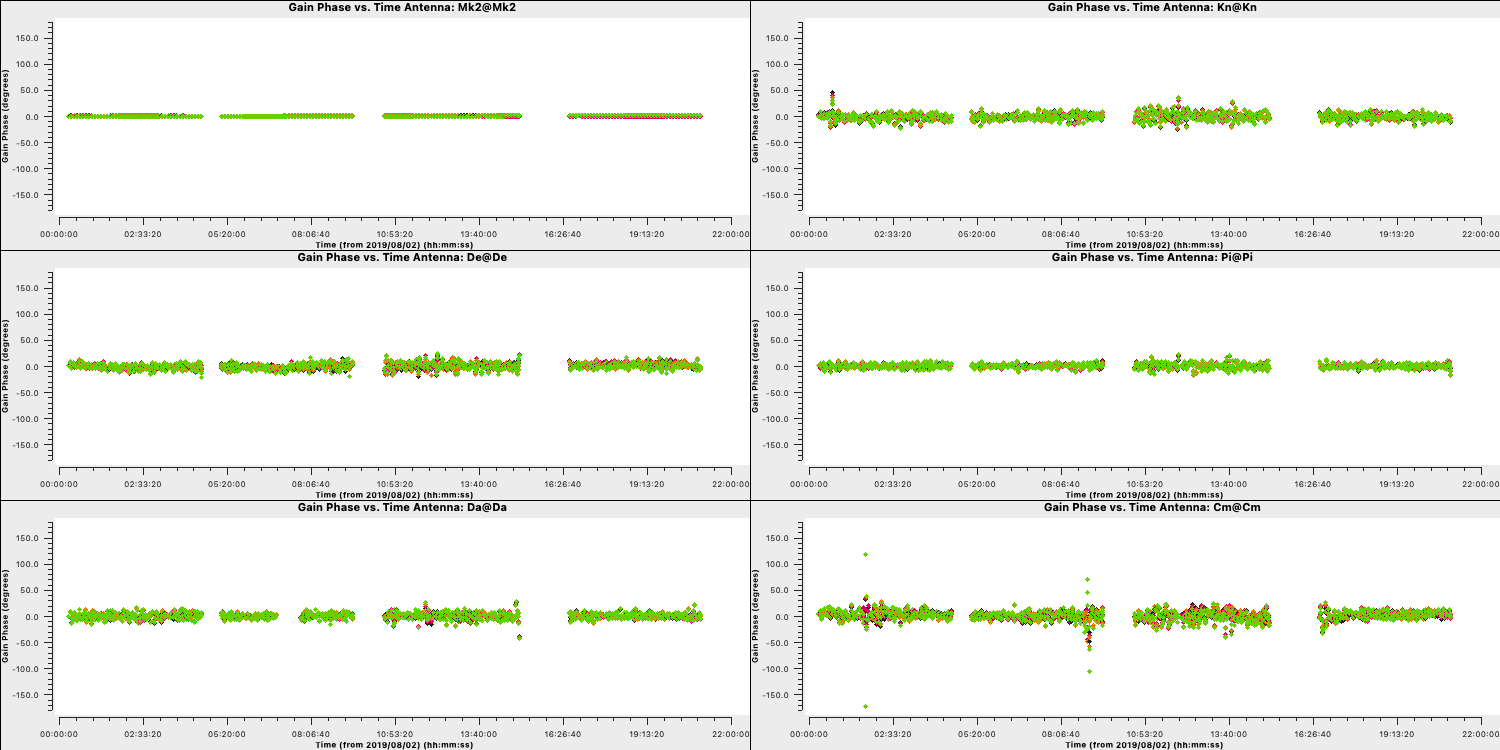 Gain Phase vs. Time Antenna: Mk2@Mk2
Gain Phase (degrees)
150.0
100.0
50.0
0.0
-50.0
-100.0
-150.0
00:00:00 02:33:20 05:20:00 08:06:40 10:53:20 13:40:00 16:26:40 19:13:20 22:00:00
Time (from 2019/08/02) (hh:mm:ss)
Gain Phase vs. Time Antenna: Kn@Kn
Gain Phase (degrees)
150.0
100.0
50.0
0.0
-50.0
-100.0
-150.0
00:00:00 02:33:20 05:20:00 08:06:40 10:53:20 13:40:00 16:26:40 19:13:20 22:00:00
Time (from 2019/08/02) (hh:mm:ss)
Gain Phase vs. Time Antenna: De@De
Gain Phase (degrees)
150.0
100.0
50.0
0.0
-50.0
-100.0
-150.0
00:00:00 02:33:20 05:20:00 08:06:40 10:53:20 13:40:00 16:26:40 19:13:20 22:00:00
Time (from 2019/08/02) (hh:mm:ss)
Gain Phase vs. Time Antenna: Pi@Pi
Gain Phase (degrees)
150.0
100.0
50.0
0.0
-50.0
-100.0
-150.0
00:00:00 02:33:20 05:20:00 08:06:40 10:53:20 13:40:00 16:26:40 19:13:20 22:00:00
Time (from 2019/08/02) (hh:mm:ss)
Gain Phase vs. Time Antenna: Da@Da
Gain Phase (degrees)
150.0
100.0
50.0
0.0
-50.0
-100.0
-150.0
00:00:00 02:33:20 05:20:00 08:06:40 10:53:20 13:40:00 16:26:40 19:13:20 22:00:00
Time (from 2019/08/02) (hh:mm:ss)
Gain Phase vs. Time Antenna: Cm@Cm
Gain Phase (degrees)
150.0
100.0
50.0
0.0
-50.0
-100.0
-150.0
00:00:00 02:33:20 05:20:00 08:06:40 10:53:20 13:40:00 16:26:40 19:13:20 22:00:00
Time (from 2019/08/02) (hh:mm:ss)